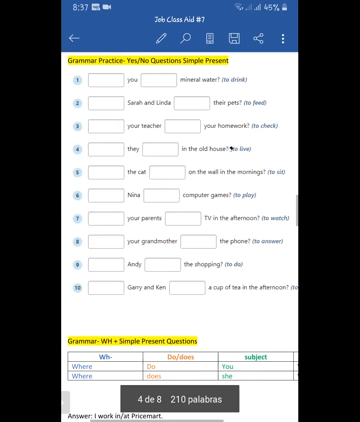 8:37 45%
Job Class Aid #7
Grammar Practice- Yes/No Questions Simple Present
1 you mineral water? (to drink)
2 Sarah and Linda their pets? (to feed)
3 your teacher your homework? (to check)
4 they in the old house? (to live)
5 the cat on the wall in the mornings? (to sit)
6 Nina computer games? (to play)
7 your parents TV in the afternoon? (to watch)
8 your grandmother the phone? (to answer)
9 Andy the shopping? (to do)
10 Garry and Ken a cup of tea in the afternoon? (to
Grammar- WH + Simple Present Questions
Wh- Do/does subject
Where Do You
Where does she
4 de 8 210 palabras
Answer: I work in/at Pricemart.